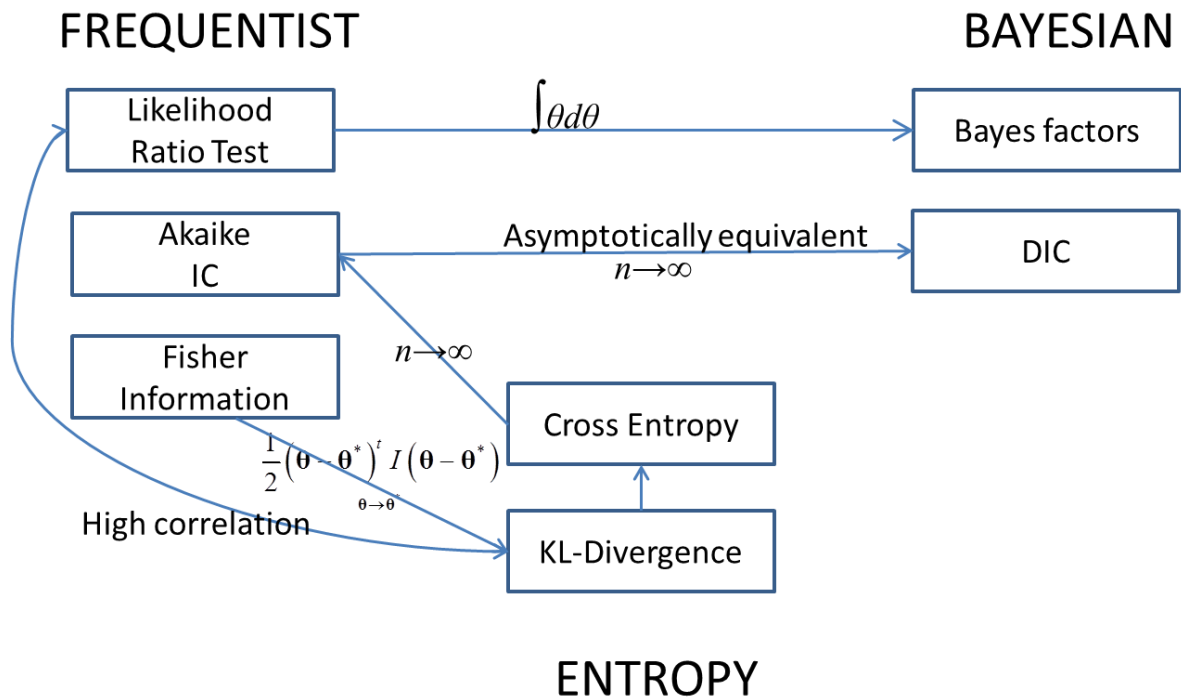 FREQUENTIST
BAYESIAN
Likelihood
Ratio Test
∫θdθ
Bayes factors
Akaike
IC
Asymptotically equivalent
n→∞
DIC
Fisher
Information
n→∞
Cross Entropy
1/2 (θ - θ*)^t I (θ - θ*)
θ→θ*
High correlation
KL-Divergence
ENTROPY